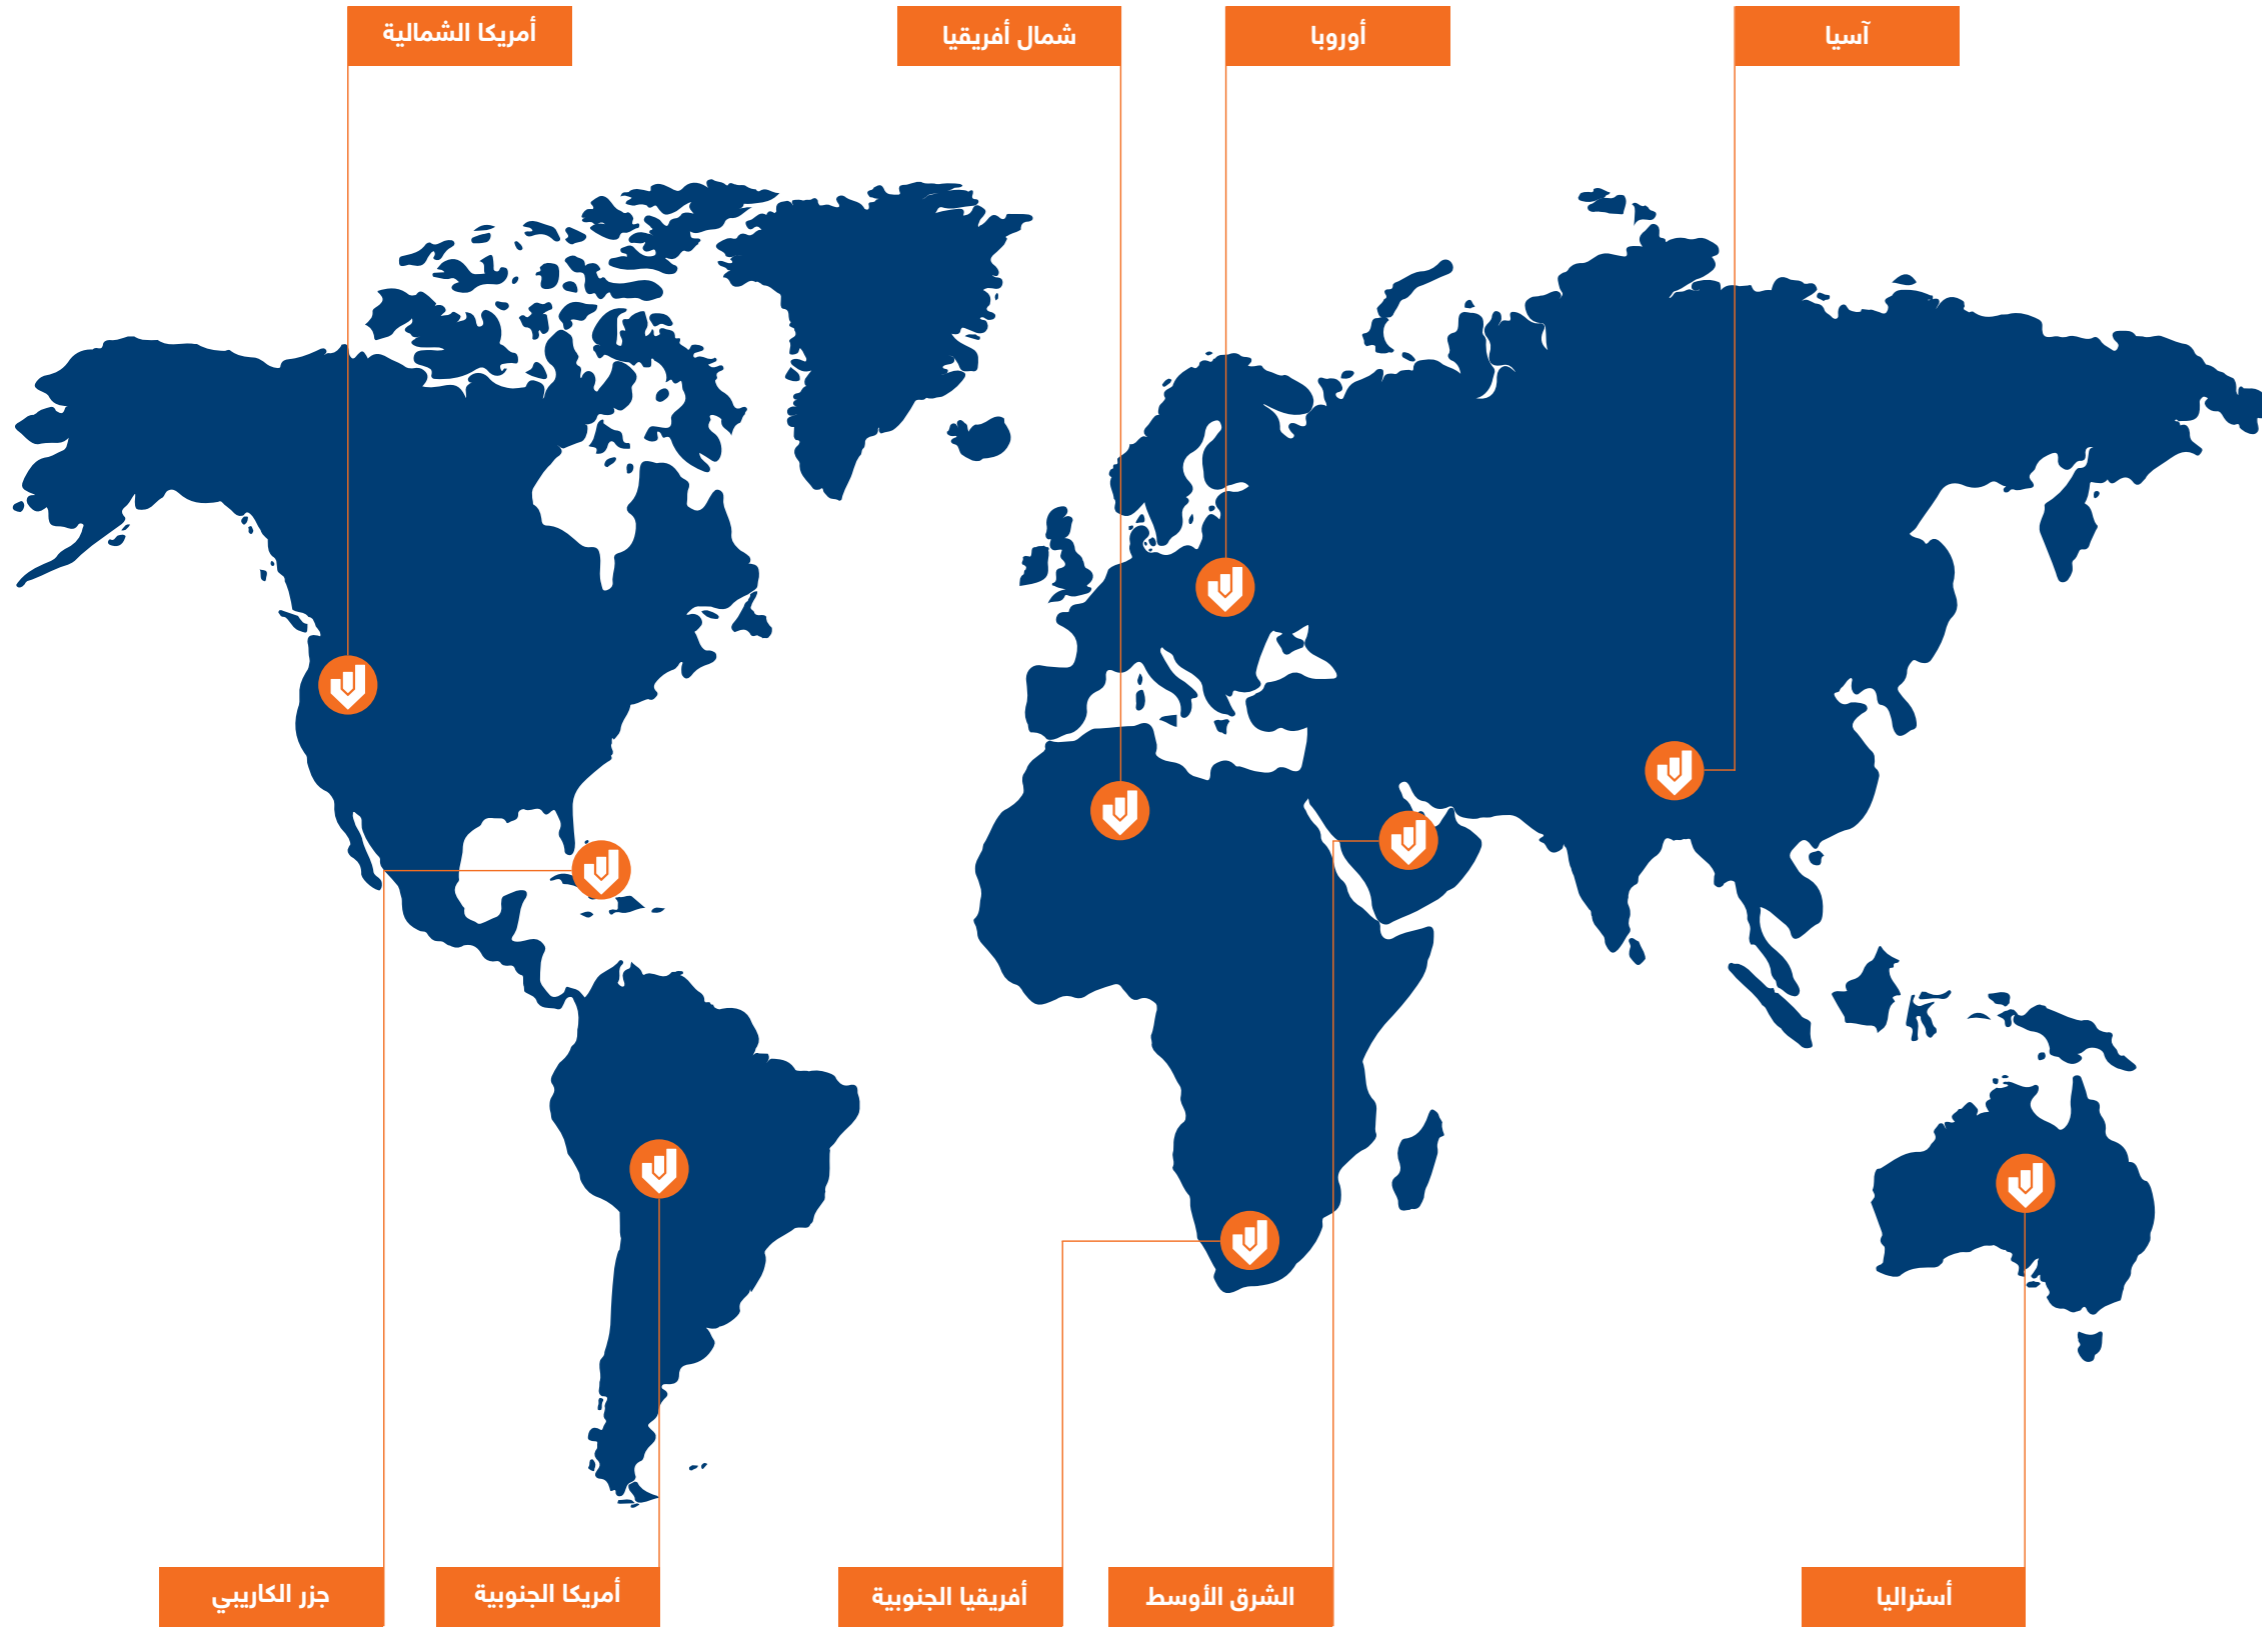 آسيا
أوروبا
شمال أفريقيا
أمريكا الشمالية
أستراليا
الشرق الأوسط
أفريقيا الجنوبية
أمريكا الجنوبية
جزر الكاريبي